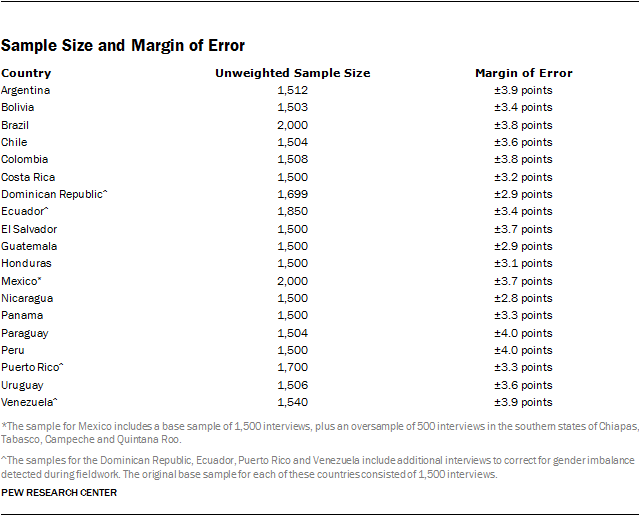 Sample Size and Margin of Error
Country Unweighted Sample Size Margin of Error
Argentina 1,512 ±3.9 points
Bolivia 1,503 ±3.4 points
Brazil 2,000 ±3.8 points
Chile 1,504 ±3.6 points
Colombia 1,508 ±3.8 points
Costa Rica 1,500 ±3.2 points
Dominican Republic^ 1,699 ±2.9 points
Ecuador^ 1,850 ±3.4 points
El Salvador 1,500 ±3.7 points
Guatemala 1,500 ±2.9 points
Honduras 1,500 ±3.1 points
Mexico* 2,000 ±3.7 points
Nicaragua 1,500 ±2.8 points
Panama 1,500 ±3.3 points
Paraguay 1,504 ±4.0 points
Peru 1,500 ±4.0 points
Puerto Rico^ 1,700 ±3.3 points
Uruguay 1,506 ±3.6 points
Venezuela^ 1,540 ±3.9 points
*The sample for Mexico includes a base sample of 1,500 interviews, plus an oversample of 500 interviews in the southern states of Chiapas,
Tabasco, Campeche and Quintana Roo.
^The samples for the Dominican Republic, Ecuador, Puerto Rico and Venezuela include additional interviews to correct for gender imbalance
detected during fieldwork. The original base sample for each of these countries consisted of 1,500 interviews.
PEW RESEARCH CENTER